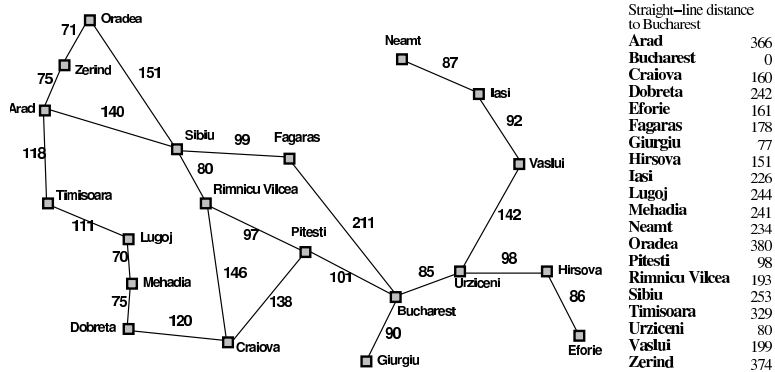 Oradea
71
Neamt
Zerind
87
75
151
Iasi
Arad
140
92
Sibiu
Fagaras
99
118
80
Vaslui
Rimnicu Vilcea
Timisoara
111
Lugoj
97
Pitesti
211
142
70
146
101
85
98
Hirsova
Mehadia
138
Urziceni
86
75
120
Bucharest
Dobreta
90
Craiova
Giurgiu
Eforie
Straight–line distance
to Bucharest
Arad 366
Bucharest 0
Craiova 160
Dobreta 242
Eforie 161
Fagaras 178
Giurgiu 77
Hirsova 151
Iasi 226
Lugoj 244
Mehadia 241
Neamt 234
Oradea 380
Pitesti 98
Rimnicu Vilcea 193
Sibiu 253
Timisoara 329
Urziceni 80
Vaslui 199
Zerind 374